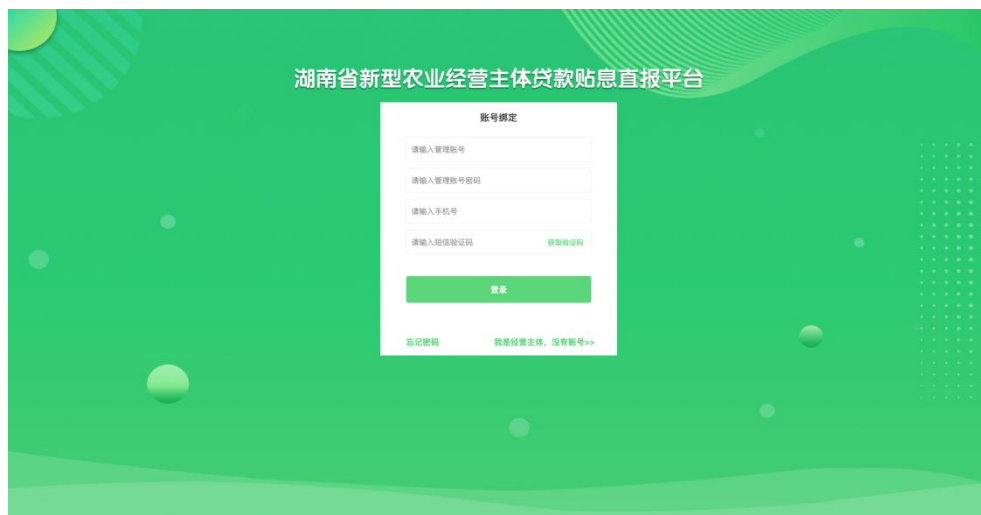 湖南省新型农业经营主体贷款贴息直报平台
账号绑定
请输入管理账号
请输入管理账号密码
请输入手机号
请输入短信验证码 获取验证码
登录
忘记密码 我是经营主体，没有账号>>